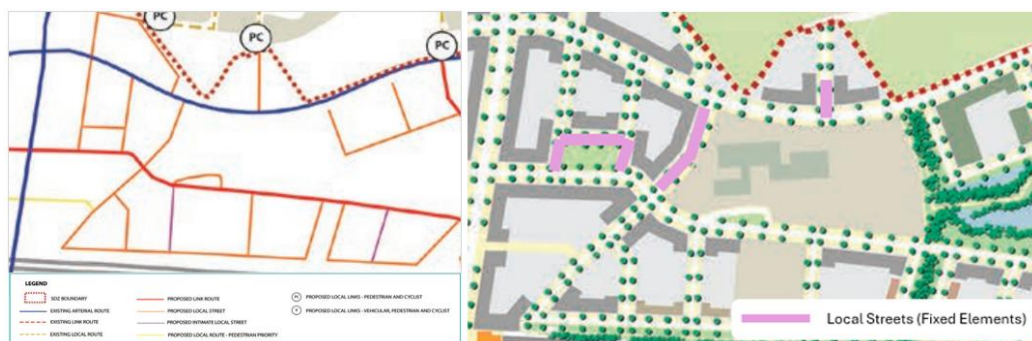 PC
PC
PC
LEGEND
SDZ BOUNDARY
EXISTING ARTERIAL ROUTE
EXISTING LINK ROUTE
EXISTING LOCAL ROUTE
PROPOSED LINK ROUTE
PROPOSED LOCAL STREET
PROPOSED INTIMATE LOCAL STREET
PROPOSED LOCAL ROUTE - PEDESTRIAN PRIORITY
PC PROPOSED LOCAL LINKS - PEDESTRIAN AND CYCLIST
PROPOSED LOCAL LINKS - VEHICULAR, PEDESTRIAN AND CYCLIST
Local Streets (Fixed Elements)